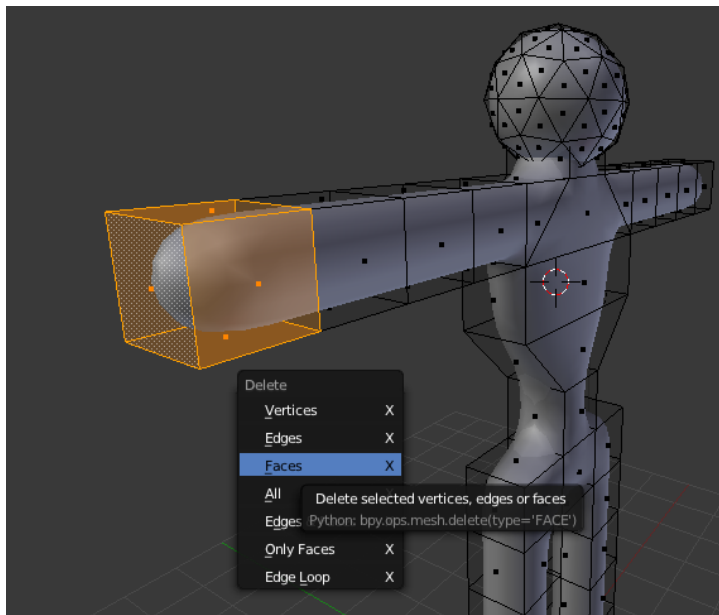 Delete
Vertices X
Edges X
Faces X
All
Delete selected vertices, edges or faces
Edges
Python: bpy.ops.mesh.delete(type='FACE')
Only Faces X
Edge Loop X